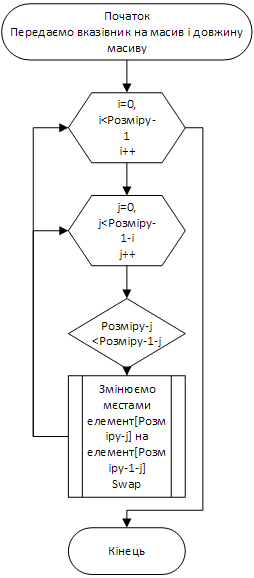 Початок
Передаємо вказівник на масив і довжину
масиву
i=0,
i<Розміру-
1
i++
j=0,
j<Розміру-
1-i
j++
Розміру-j
<Розміру-1-j
Змінюємо
мєстами
елемент[Розм
іру-j] на
елемент[Розм
іру-1-j]
Swap
Кінець